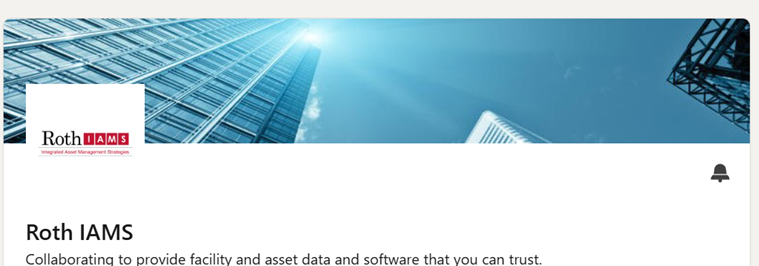 Roth IAMS
Integrated Asset Management Strategies
Roth IAMS
Collaborating to provide facility and asset data and software that you can trust.